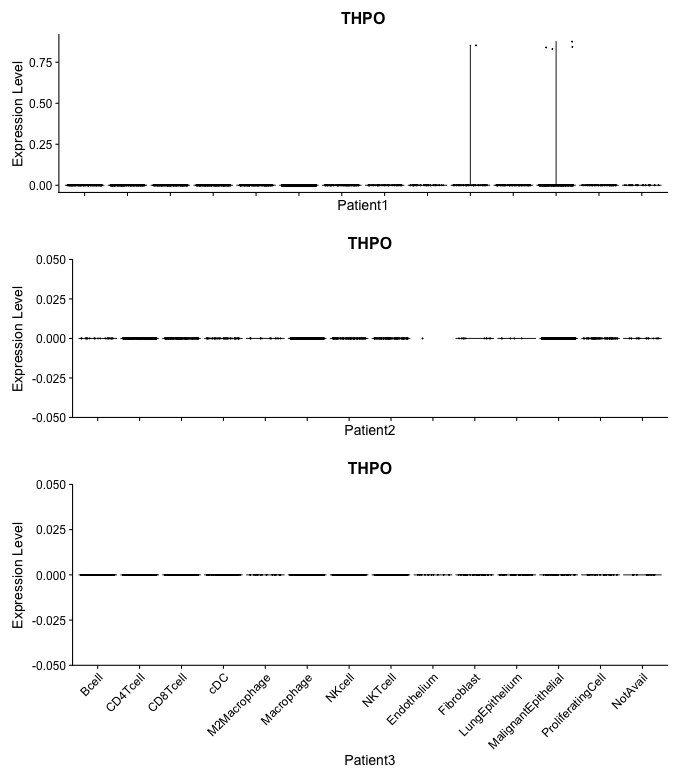 THPO
Expression Level
0.75
0.50
0.25
0.00
Patient1
THPO
Expression Level
0.050
0.025
0.000
-0.025
-0.050
Patient2
THPO
Expression Level
0.050
0.025
0.000
-0.025
-0.050
Bcell
CD4Tcell
CD8Tcell
cDC
M2Macrophage
Macrophage
NKcell
NKTcell
Endothelium
Fibroblast
LungEpithelium
MalignantEpithelial
ProliferatingCell
NotAvail
Patient3